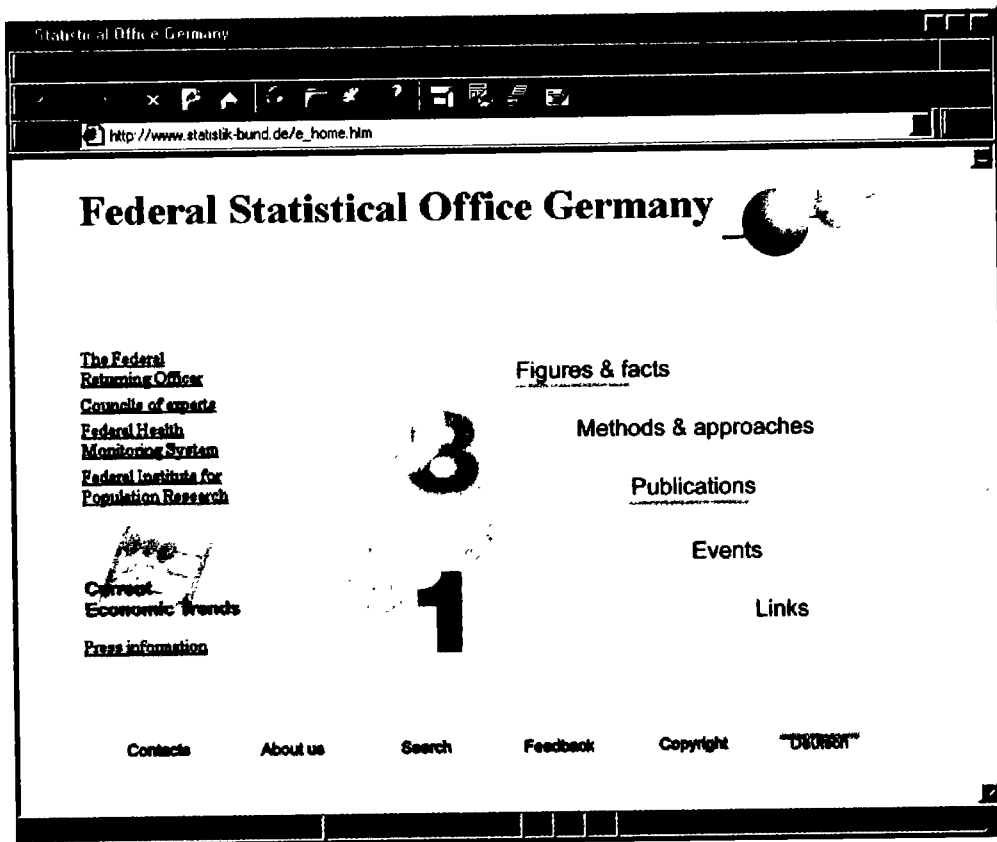 Statistical Office Germany
http://www.statistik-bund.de/e_home.htm
Federal Statistical Office Germany
The Federal
Returning Officer
Councils of experts
Federal Health
Monitoring System
Federal Institute for
Population Research
Current
Economic Trends
Press information
3
1
Figures & facts
Methods & approaches
Publications
Events
Links
Contacts
About us
Search
Feedback
Copyright
Deutsch